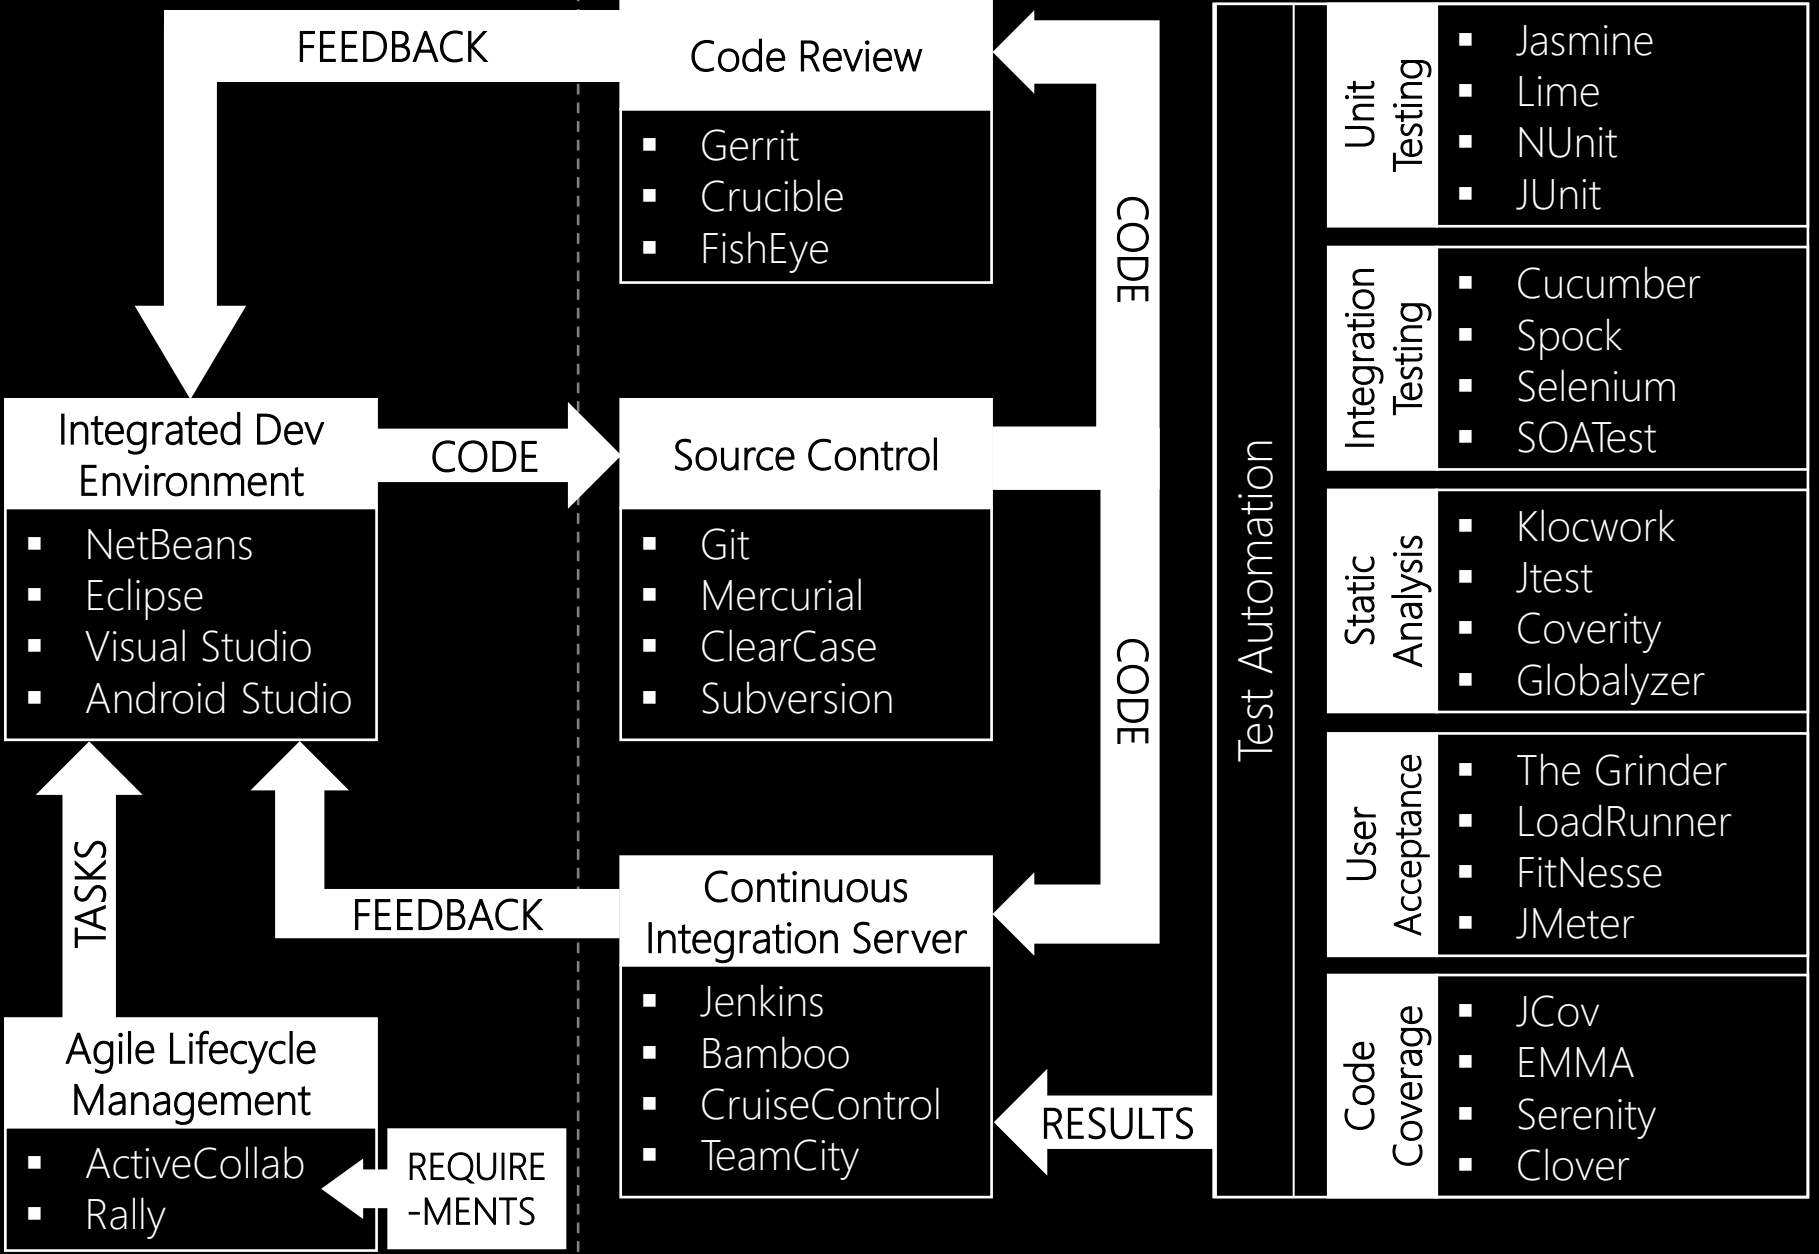 FEEDBACK
Code Review
▪ Gerrit
▪ Crucible
▪ FishEye
CODE
Integrated Dev
Environment
▪ NetBeans
▪ Eclipse
▪ Visual Studio
▪ Android Studio
CODE
Source Control
▪ Git
▪ Mercurial
▪ ClearCase
▪ Subversion
CODE
TASKS
FEEDBACK
Continuous
Integration Server
▪ Jenkins
▪ Bamboo
▪ CruiseControl
▪ TeamCity
Agile Lifecycle
Management
▪ ActiveCollab
▪ Rally
REQUIRE
-MENTS
RESULTS
Test Automation
Unit
Testing
▪ Jasmine
▪ Lime
▪ NUnit
▪ JUnit
Integration
Testing
▪ Cucumber
▪ Spock
▪ Selenium
▪ SOATest
Static
Analysis
▪ Klocwork
▪ Jtest
▪ Coverity
▪ Globalyzer
User
Acceptance
▪ The Grinder
▪ LoadRunner
▪ FitNesse
▪ JMeter
Code
Coverage
▪ JCov
▪ EMMA
▪ Serenity
▪ Clover